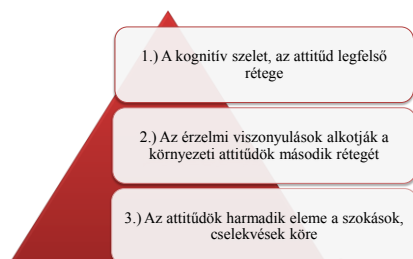 1.) A kognitív szelet, az attitűd legfelső
rétege
2.) Az érzelmi viszonyulások alkotják a
környezeti attitűdök második rétegét
3.) Az attitűdök harmadik eleme a szokások,
cselekvések köre